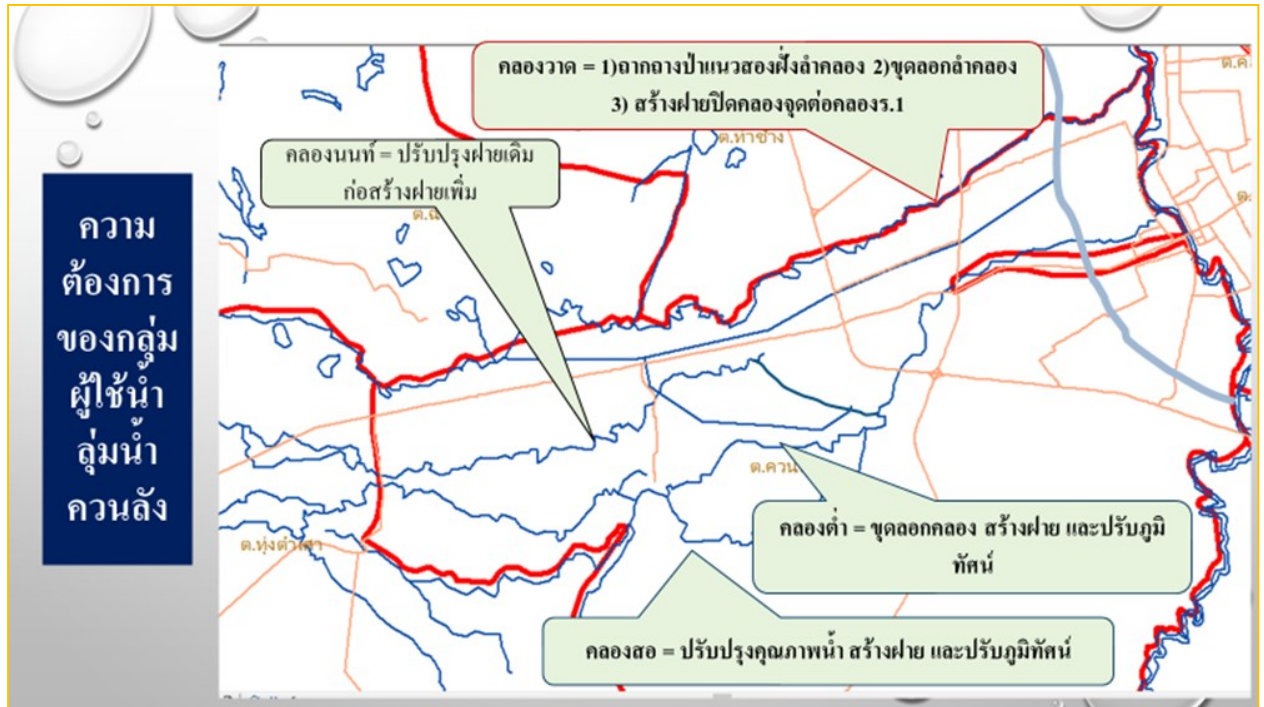 ความ
ต้องการ
ของกลุ่ม
ผู้ใช้น้ำ
ลุ่มน้ำ
ควนลัง
คลองวาด = 1)ถากถางป่าแนวสองฝั่งลำคลอง 2)ขุดลอกลำคลอง
3) สร้างฝายปิดคลองจุดต่อคลองร.1
ต.ท่าช้าง
คลองนนท์ = ปรับปรุงฝายเดิม
ก่อสร้างฝายเพิ่ม
ต.ควน
คลองต่ำ = ขุดลอกคลอง สร้างฝาย และปรับภูมิ
ทัศน์
ต.ทุ่งตำเสา
คลองสอ = ปรับปรุงคุณภาพน้ำ สร้างฝาย และปรับภูมิทัศน์